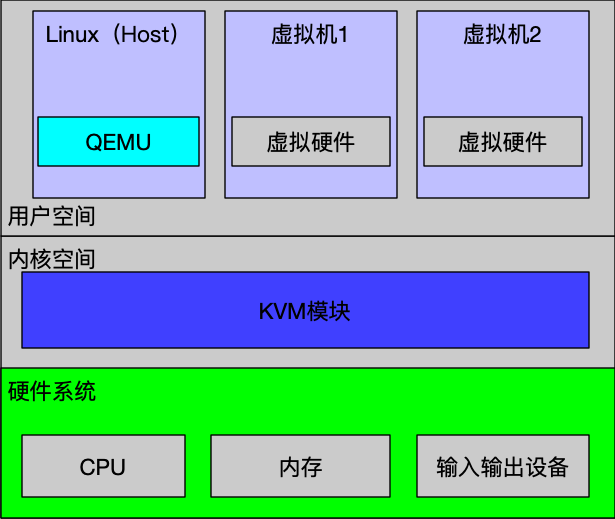 Linux（Host）
虚拟机1
虚拟机2
QEMU
虚拟硬件
虚拟硬件
用户空间
内核空间
KVM模块
硬件系统
CPU
内存
输入输出设备